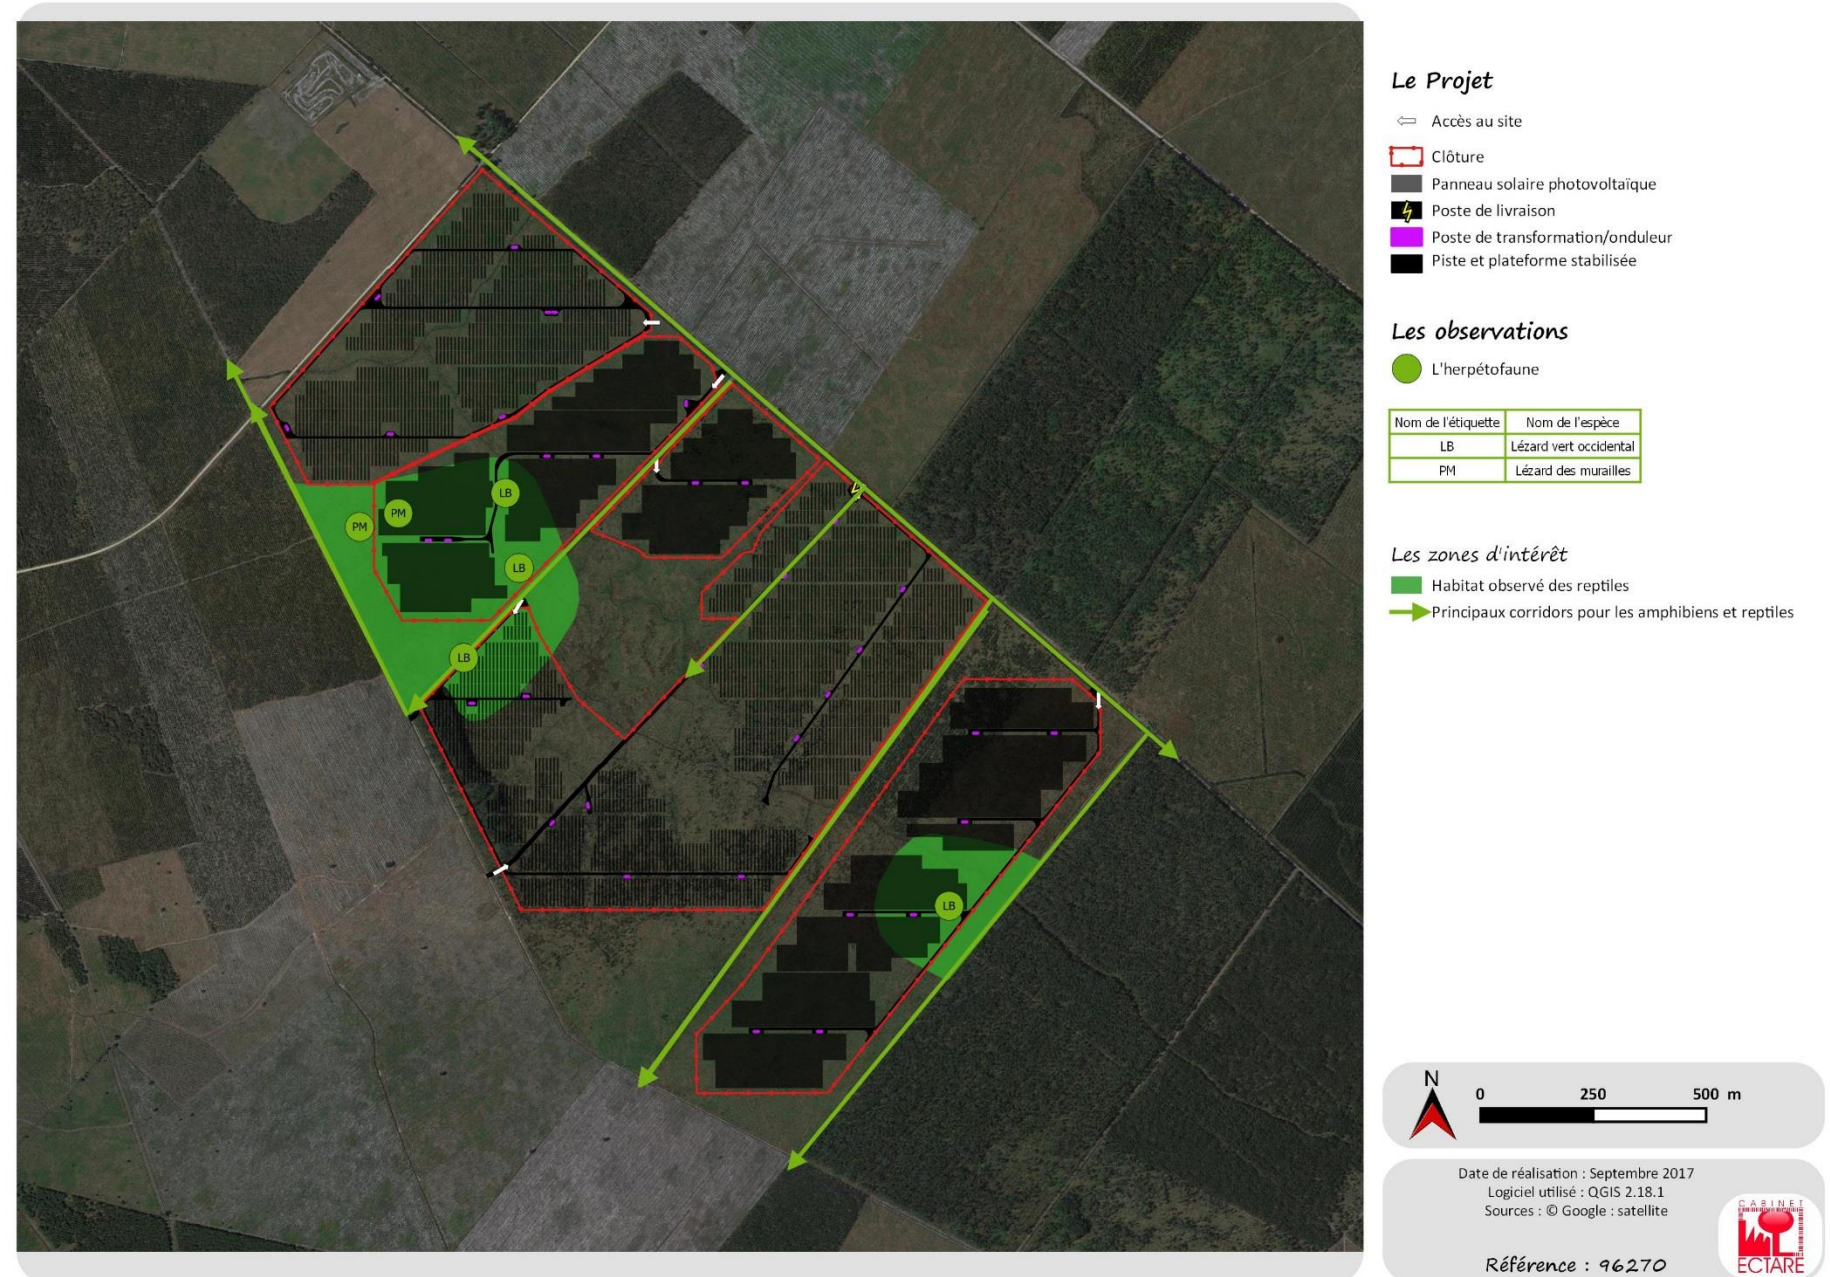 Le Projet
Accès au site
Clôture
Panneau solaire photovoltaïque
Poste de livraison
Poste de transformation/onduleur
Piste et plateforme stabilisée
Les observations
L'herpétofaune
Nom de l'étiquette Nom de l'espèce
LB Lézard vert occidental
PM Lézard des murailles
Les zones d'intérêt
Habitat observé des reptiles
Principaux corridors pour les amphibiens et reptiles
LB
PM
PM
LB
LB
LB
N
0 250 500 m
Date de réalisation : Septembre 2017
Logiciel utilisé : QGIS 2.18.1
Sources : © Google : satellite
Référence : 96270
CABINET
ECTARE